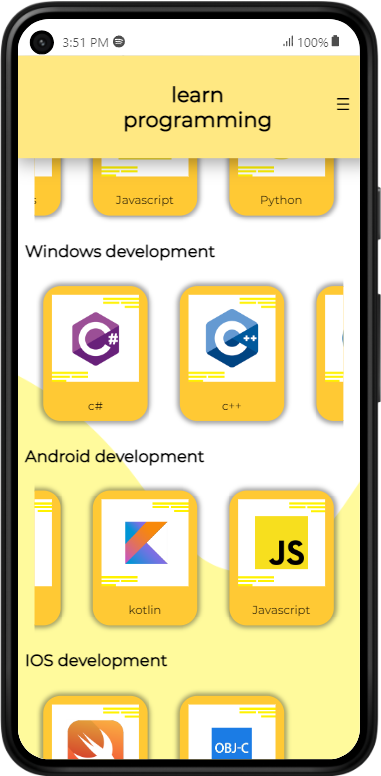 3:51 PM
100%
learn
programming
s
Javascript
Python
Windows development
C#
C++
c#
c++
Android development
JS
kotlin
Javascript
IOS development
OBJ-C